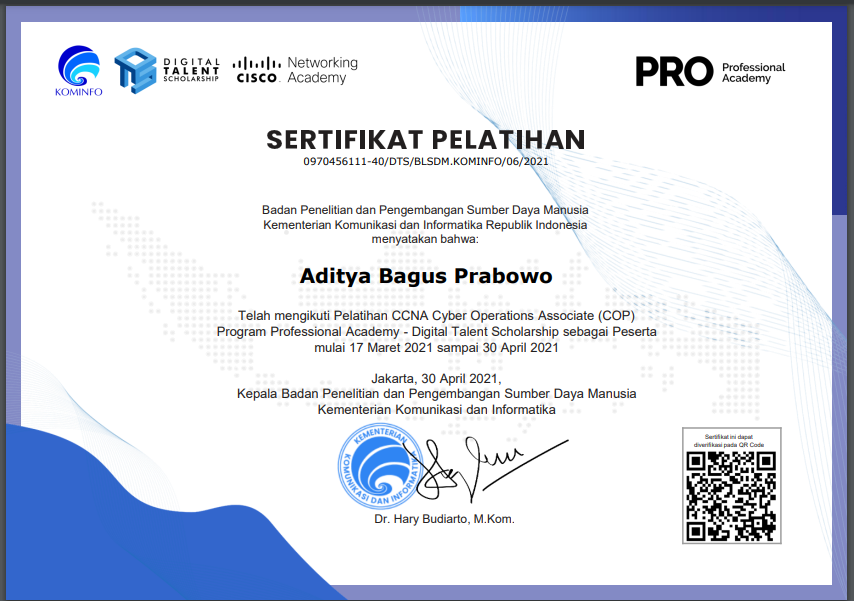 KOMINFO
DIGITAL
TALENT
SCHOLARSHIP
CISCO
Networking
Academy
PRO
Professional
Academy
SERTIFIKAT PELATIHAN
0970456111-40/DTS/BLSDM.KOMINFO/06/2021
Badan Penelitian dan Pengembangan Sumber Daya Manusia
Kementerian Komunikasi dan Informatika Republik Indonesia
menyatakan bahwa:
Aditya Bagus Prabowo
Telah mengikuti Pelatihan CCNA Cyber Operations Associate (COP)
Program Professional Academy - Digital Talent Scholarship sebagai Peserta
mulai 17 Maret 2021 sampai 30 April 2021
Jakarta, 30 April 2021,
Kepala Badan Penelitian dan Pengembangan Sumber Daya Manusia
Kementerian Komunikasi dan Informatika
KEMENTERIAN
KOMUNIKASI DAN INFORMATIKA
Dr. Hary Budiarto, M.Kom.
Sertifikat ini dapat
diverifikasi pada QR Code